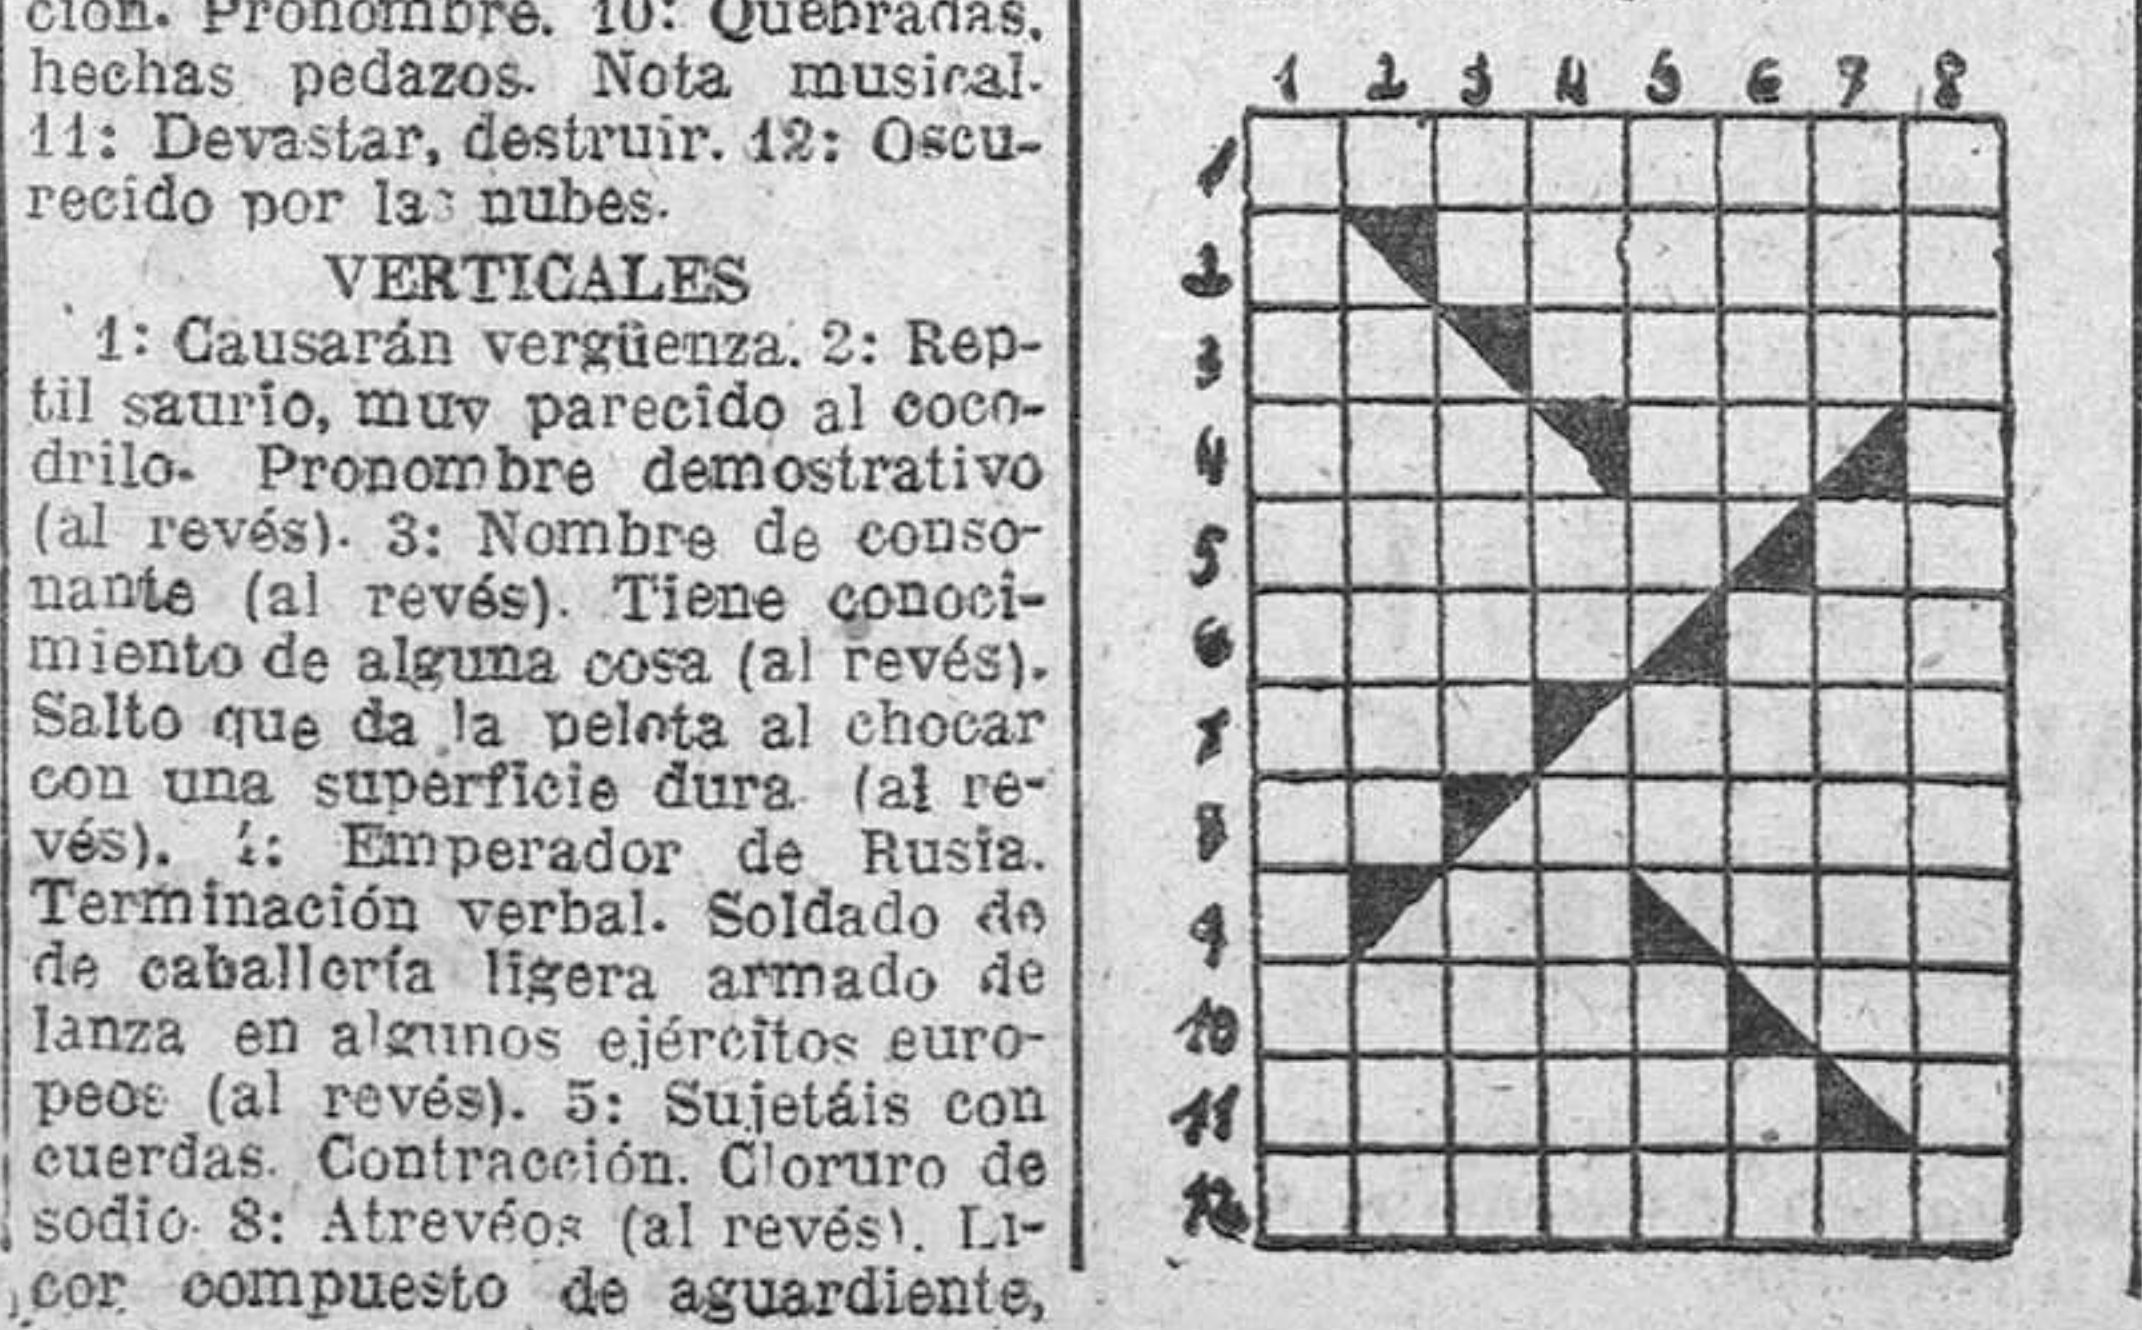 ción. Pronombre. 10: Quebradas,
hechas pedazos. Nota musical.
11: Devastar, destruir. 12: Oscu-
recido por las nubes.
VERTICALES
1: Causarán vergüenza. 2: Rep-
til saurio, muy parecido al coco-
drilo. Pronombre demostrativo
(al revés). 3: Nombre de conso-
nante (al revés). Tiene conoci-
miento de alguna cosa (al revés).
Salto que da la pelota al chocar
con una superficie dura (al re-
vés). 4: Emperador de Rusia.
Terminación verbal. Soldado de
de caballería ligera armado de
lanza en algunos ejércitos euro-
peos (al revés). 5: Sujetáis con
cuerdas. Contracción. Cloruro de
sodio. 8: Atrevéos (al revés). Li-
cor compuesto de aguardiente,
1 2 3 4 5 6 7 8
1
2
3
4
5
6
7
8
9
10
11
12